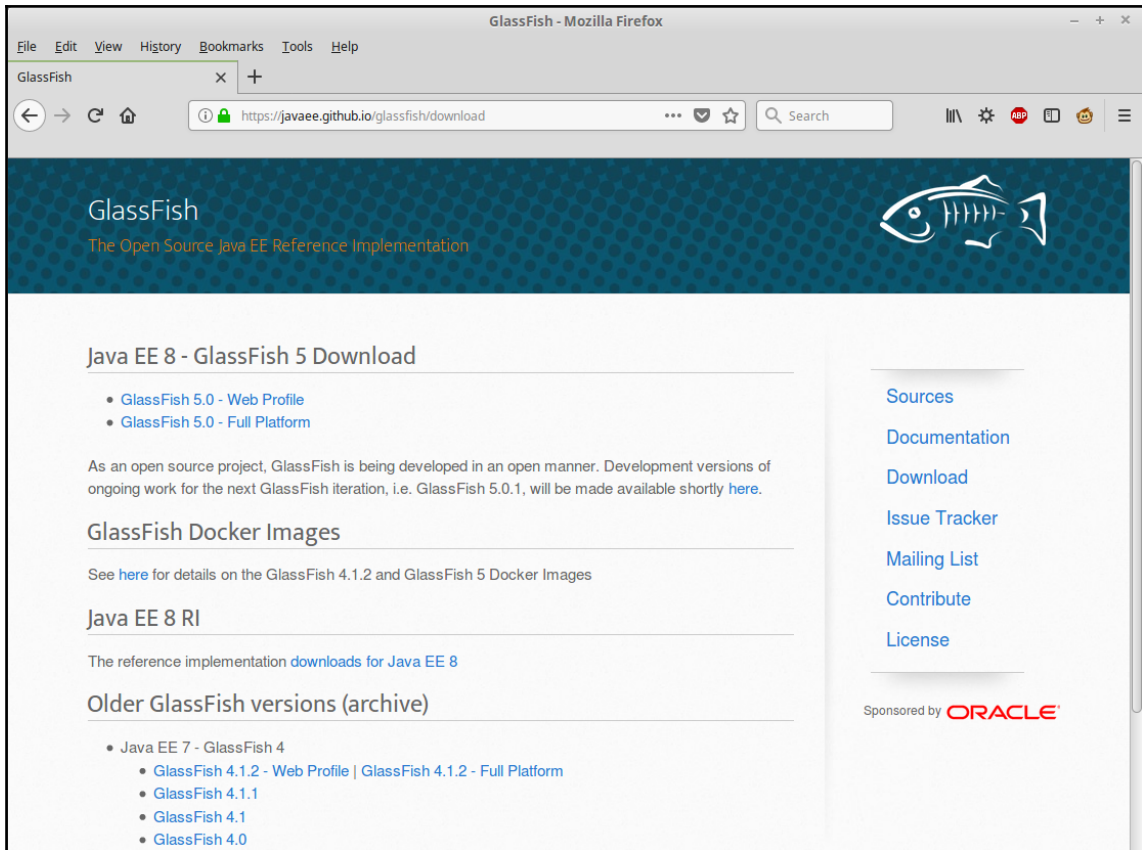 GlassFish - Mozilla Firefox
File Edit View History Bookmarks Tools Help
GlassFish
https://javaee.github.io/glassfish/download
Search
ABP
GlassFish
The Open Source Java EE Reference Implementation
Java EE 8 - GlassFish 5 Download
GlassFish 5.0 - Web Profile
GlassFish 5.0 - Full Platform
As an open source project, GlassFish is being developed in an open manner. Development versions of
ongoing work for the next GlassFish iteration, i.e. GlassFish 5.0.1, will be made available shortly here.
GlassFish Docker Images
See here for details on the GlassFish 4.1.2 and GlassFish 5 Docker Images
Java EE 8 RI
The reference implementation downloads for Java EE 8
Older GlassFish versions (archive)
Java EE 7 - GlassFish 4
GlassFish 4.1.2 - Web Profile | GlassFish 4.1.2 - Full Platform
GlassFish 4.1.1
GlassFish 4.1
GlassFish 4.0
Sources
Documentation
Download
Issue Tracker
Mailing List
Contribute
License
Sponsored by ORACLE